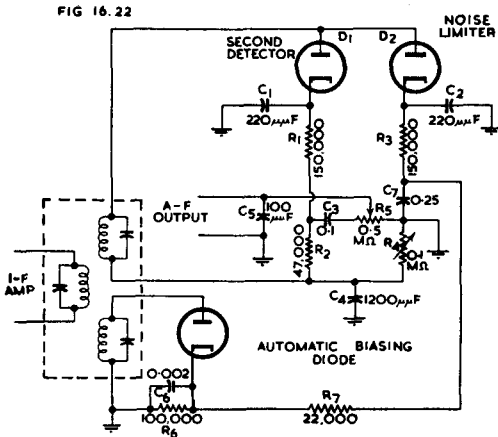 FIG 16.22
SECOND
DETECTOR
D1
D2
NOISE
LIMITER
C1
220μμF
C2
220μμF
R1
150,000
R3
150,000
A-F
OUTPUT
C5
100
μμF
C3
0·1
R5
0·5
MΩ
C7
0·25
R2
47,000
R4
0·1
MΩ
C4
1200μμF
I-F
AMP
AUTOMATIC BIASING
DIODE
0·002
C6
100,000
R6
R7
22,000